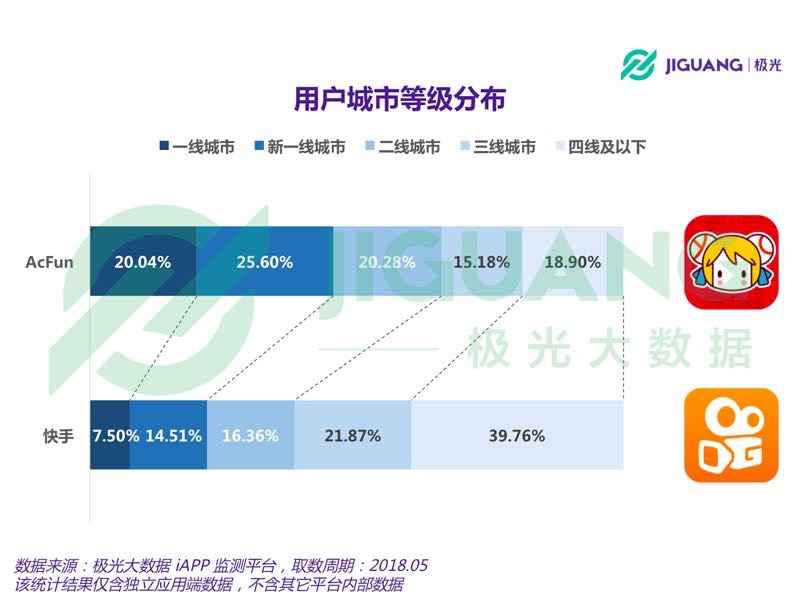 JIGUANG | 极光
用户城市等级分布
一线城市 新一线城市 二线城市 三线城市 四线及以下
AcFun 20.04% 25.60% 20.28% 15.18% 18.90%
JIGUANG
极光大数据
快手 7.50% 14.51% 16.36% 21.87% 39.76%
数据来源：极光大数据 iAPP 监测平台，取数周期：2018.05
该统计结果仅含独立应用端数据，不含其它平台内部数据